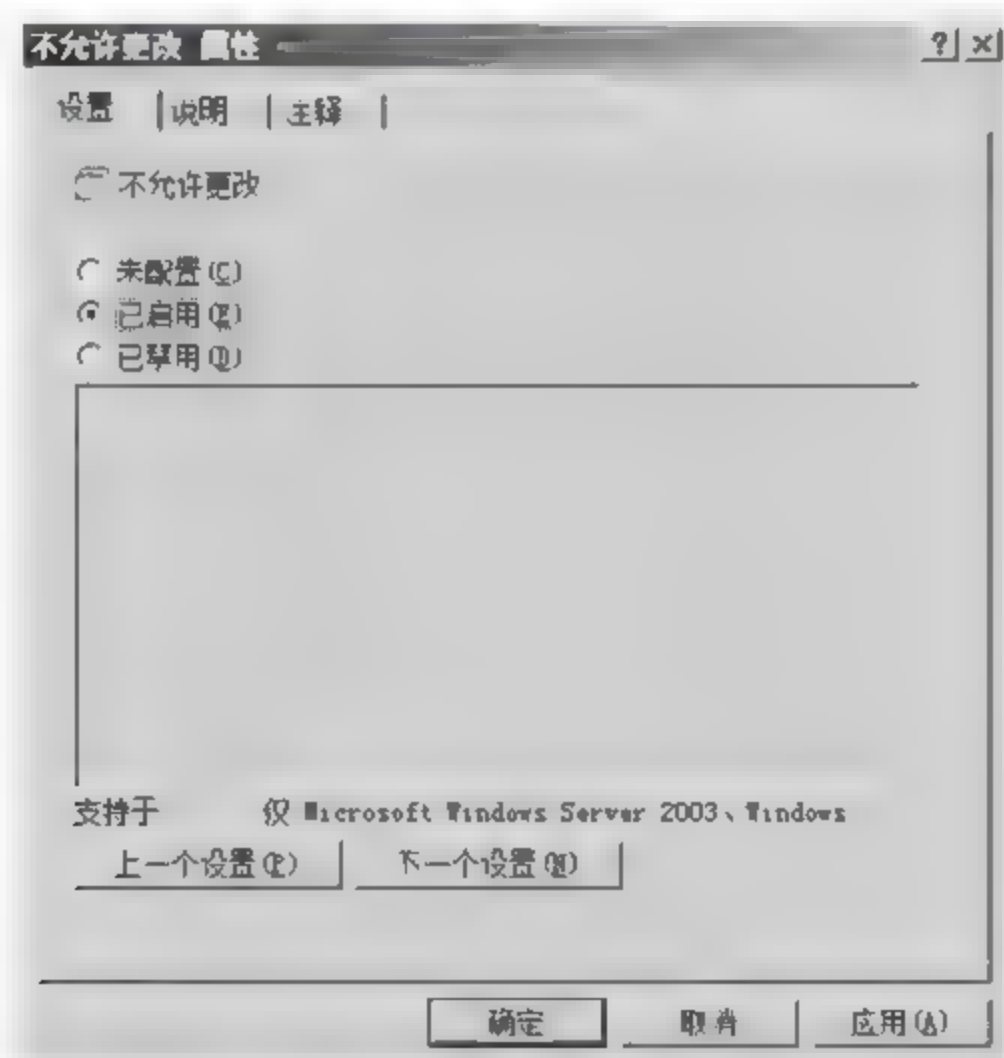 不允许更改 属性
? ×
设置 说明 注释
不允许更改
未配置(C)
已启用(E)
已禁用(D)
支持于 仅 Microsoft Windows Server 2003、Windows
上一个设置(P) 下一个设置(N)
确定 取消 应用(A)